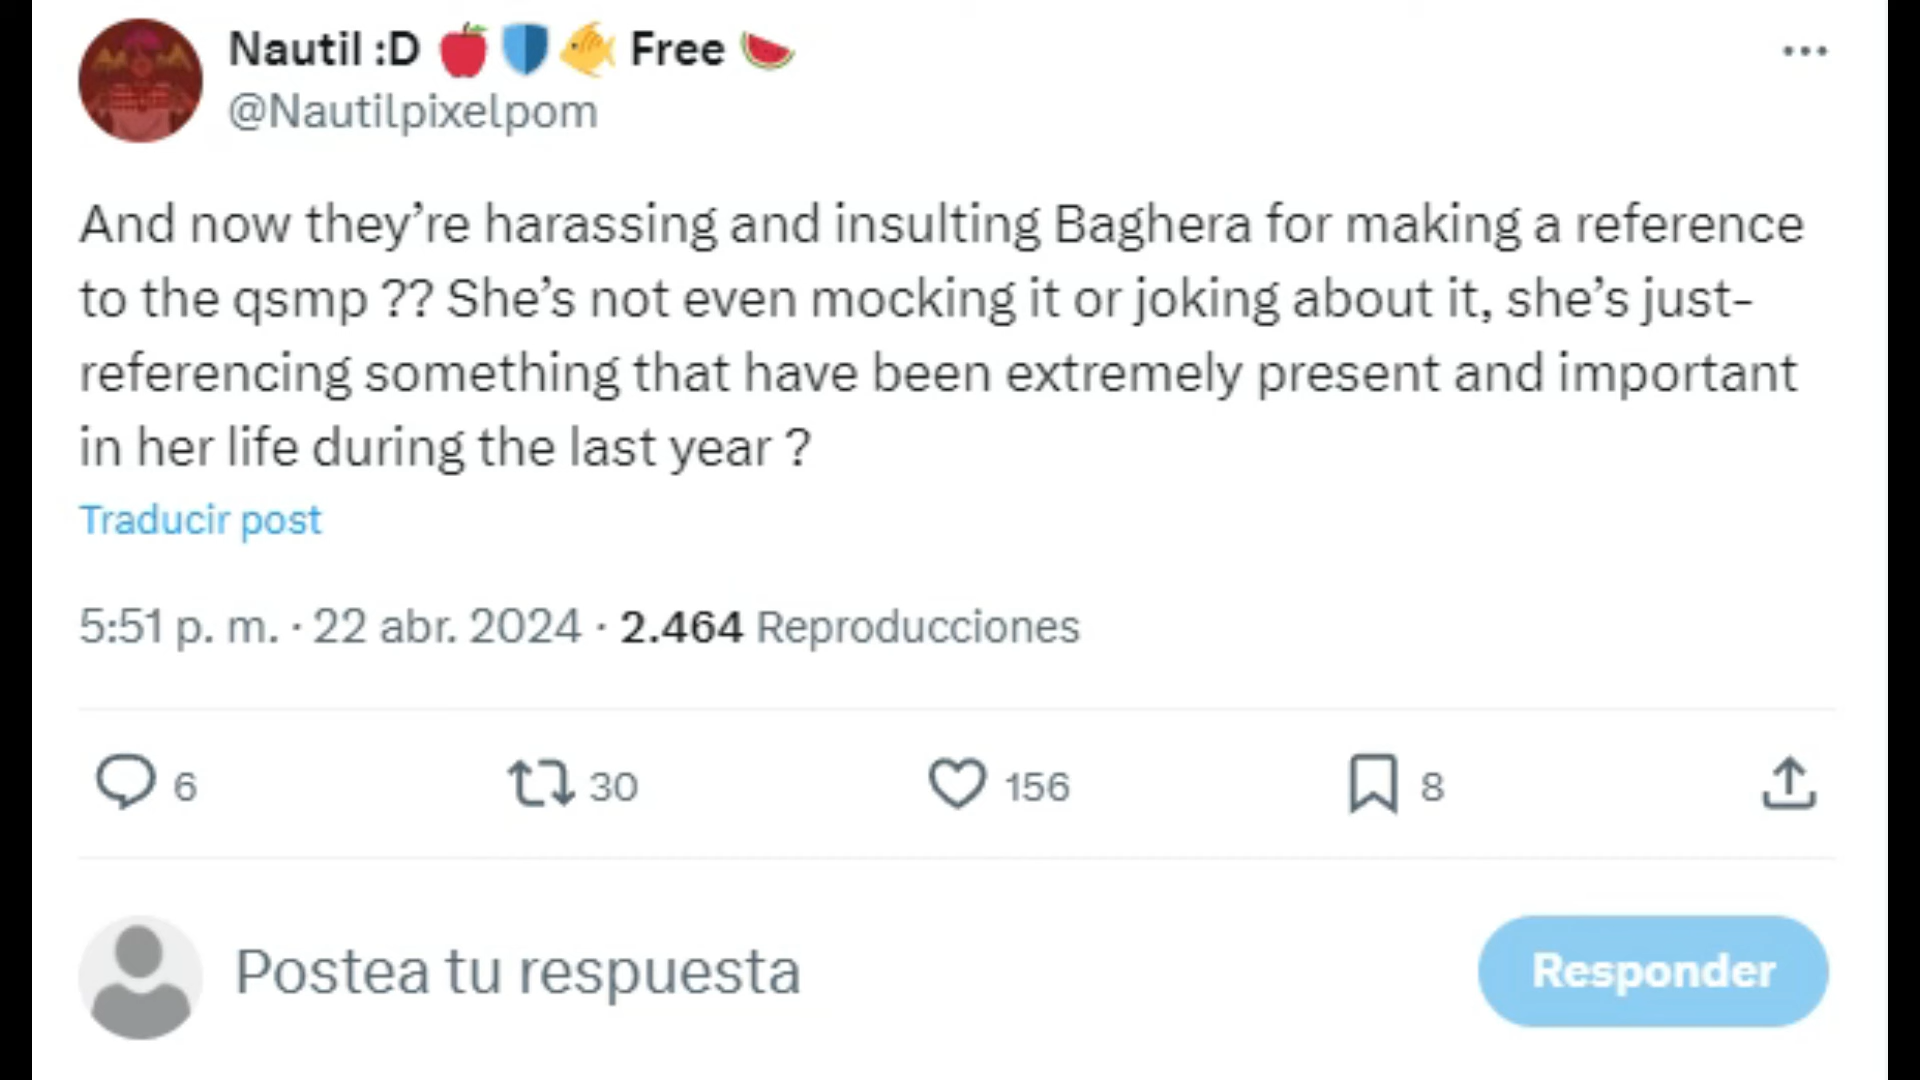 Nautil :D 🍎🛡️🐠 Free 🍉
@Nautilpixelpom
And now they’re harassing and insulting Baghera for making a reference
to the qsmp ?? She’s not even mocking it or joking about it, she’s just-
referencing something that have been extremely present and important
in her life during the last year ?
Traducir post
5:51 p. m. · 22 abr. 2024 · 2.464 Reproducciones
6 30 156 8
Postea tu respuesta Responder